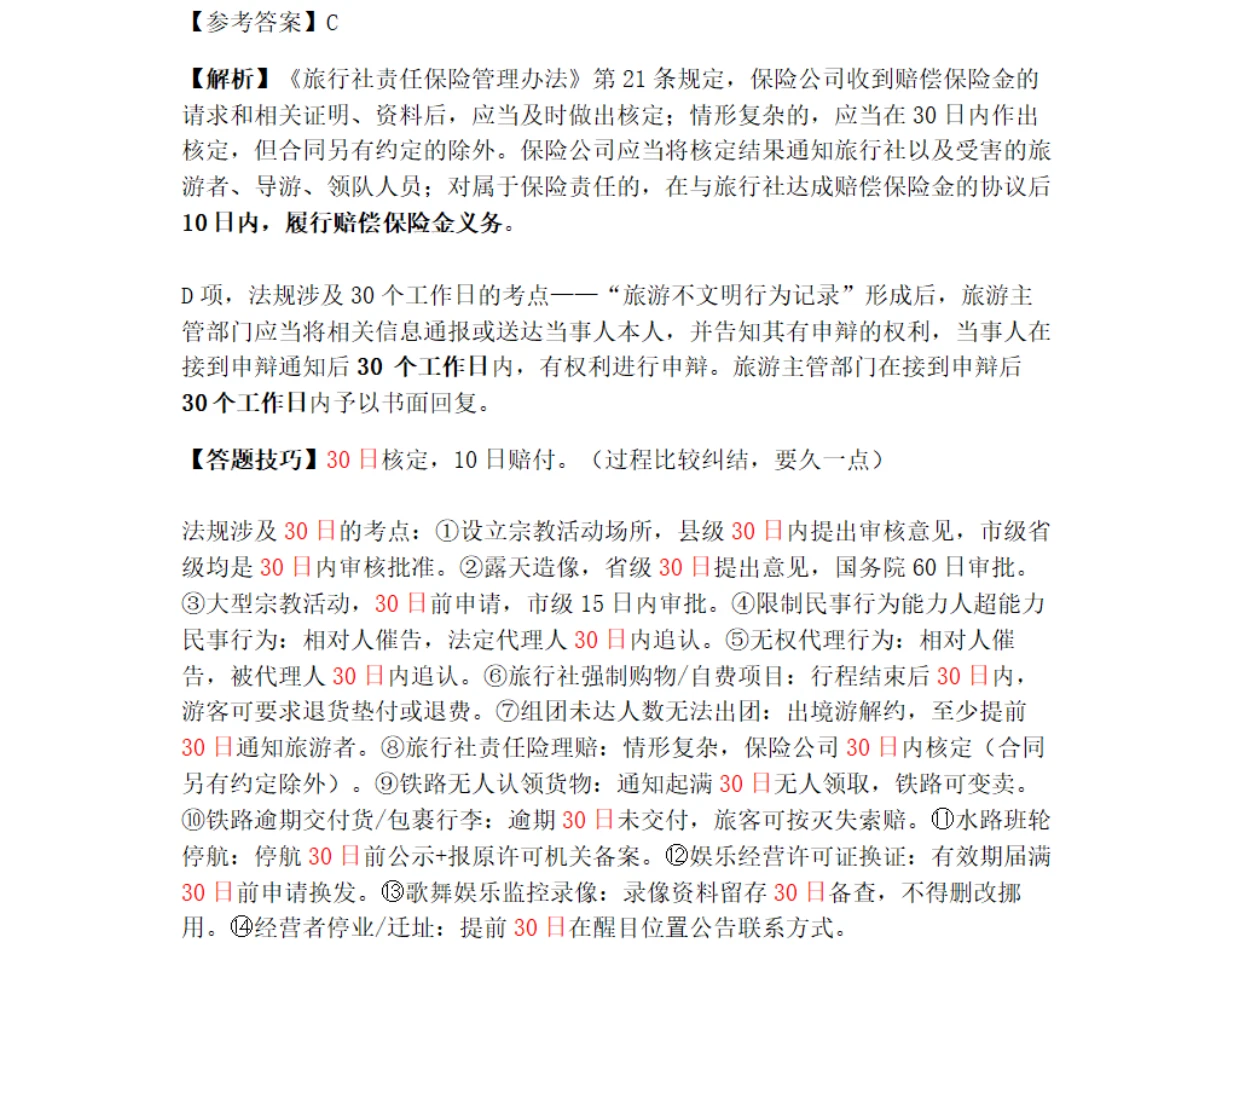 【参考答案】C
【解析】《旅行社责任保险管理办法》第 21 条规定，保险公司收到赔偿保险金的
请求和相关证明、资料后，应当及时做出核定；情形复杂的，应当在 30 日内作出
核定，但合同另有约定的除外。保险公司应当将核定结果通知旅行社以及受害的旅
游者、导游、领队人员；对属于保险责任的，在与旅行社达成赔偿保险金的协议后
10 日内，履行赔偿保险金义务。
D 项，法规涉及 30 个工作日的考点——“旅游不文明行为记录”形成后，旅游主
管部门应当将相关信息通报或送达当事人本人，并告知其有申辩的权利，当事人在
接到申辩通知后 30 个工作日内，有权利进行申辩。旅游主管部门在接到申辩后
30 个工作日内予以书面回复。
【答题技巧】30 日核定，10 日赔付。（过程比较纠结，要久一点）
法规涉及 30 日的考点：①设立宗教活动场所，县级 30 日内提出审核意见，市级省
级均是 30 日内审核批准。②露天造像，省级 30 日提出意见，国务院 60 日审批。
③大型宗教活动，30 日前申请，市级 15 日内审批。④限制民事行为能力人超能力
民事行为：相对人催告，法定代理人 30 日内追认。⑤无权代理行为：相对人催
告，被代理人 30 日内追认。⑥旅行社强制购物/自费项目：行程结束后 30 日内，
游客可要求退货垫付或退费。⑦组团未达人数无法出团：出境游解约，至少提前
30 日通知旅游者。⑧旅行社责任险理赔：情形复杂，保险公司 30 日内核定（合同
另有约定除外）。⑨铁路无人认领货物：通知起满 30 日无人领取，铁路可变卖。
⑩铁路逾期交付货/包裹行李：逾期 30 日未交付，旅客可按灭失索赔。⑪水路班轮
停航：停航 30 日前公示+报原许可机关备案。⑫娱乐经营许可证换证：有效期届满
30 日前申请换发。⑬歌舞娱乐监控录像：录像资料留存 30 日备查，不得删改挪
用。⑭经营者停业/迁址：提前 30 日在醒目位置公告联系方式。